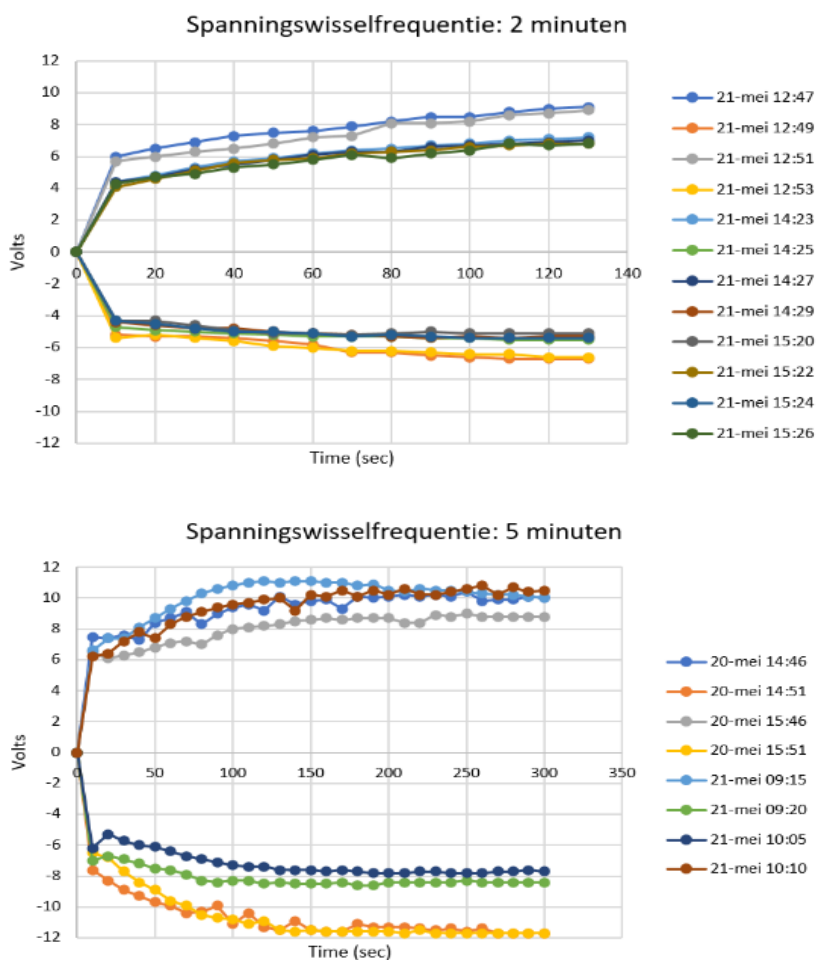 Spanningswisselfrequentie: 2 minuten
12
10
8
6
4
2
0
-2
-4
-6
-8
-10
-12
Volts
0 20 40 60 80 100 120 140
Time (sec)
21-mei 12:47
21-mei 12:49
21-mei 12:51
21-mei 12:53
21-mei 14:23
21-mei 14:25
21-mei 14:27
21-mei 14:29
21-mei 15:20
21-mei 15:22
21-mei 15:24
21-mei 15:26
Spanningswisselfrequentie: 5 minuten
12
10
8
6
4
2
0
-2
-4
-6
-8
-10
-12
Volts
0 50 100 150 200 250 300 350
Time (sec)
20-mei 14:46
20-mei 14:51
20-mei 15:46
20-mei 15:51
21-mei 09:15
21-mei 09:20
21-mei 10:05
21-mei 10:10